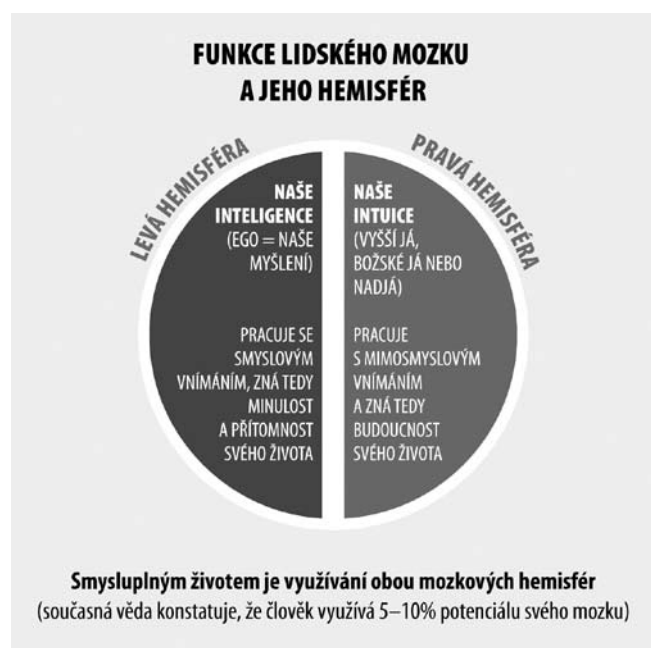 FUNKCE LIDSKÉHO MOZKU
A JEHO HEMISFÉR
LEVÁ HEMISFÉRA
NAŠE
INTELIGENCE
(EGO = NAŠE
MYŠLENÍ)
PRACUJE SE
SMYSLOVÝM
VNÍMÁNÍM, ZNÁ TEDY
MINULOST
A PŘÍTOMNOST
SVÉHO ŽIVOTA
PRAVÁ HEMISFÉRA
NAŠE
INTUICE
(VYŠŠÍ JÁ,
BOŽSKÉ JÁ NEBO
NADJÁ)
PRACUJE
S MIMOSMYSLOVÝM
VNÍMÁNÍM
A ZNÁ TEDY
BUDOUCNOST
SVÉHO ŽIVOTA
Smysluplným životem je využívání obou mozkových hemisfér
(současná věda konstatuje, že člověk využívá 5–10% potenciálu svého mozku)